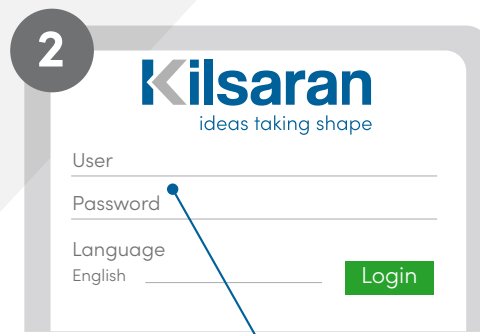 2
Kilsaran
ideas taking shape
User
Password
Language
English
Login